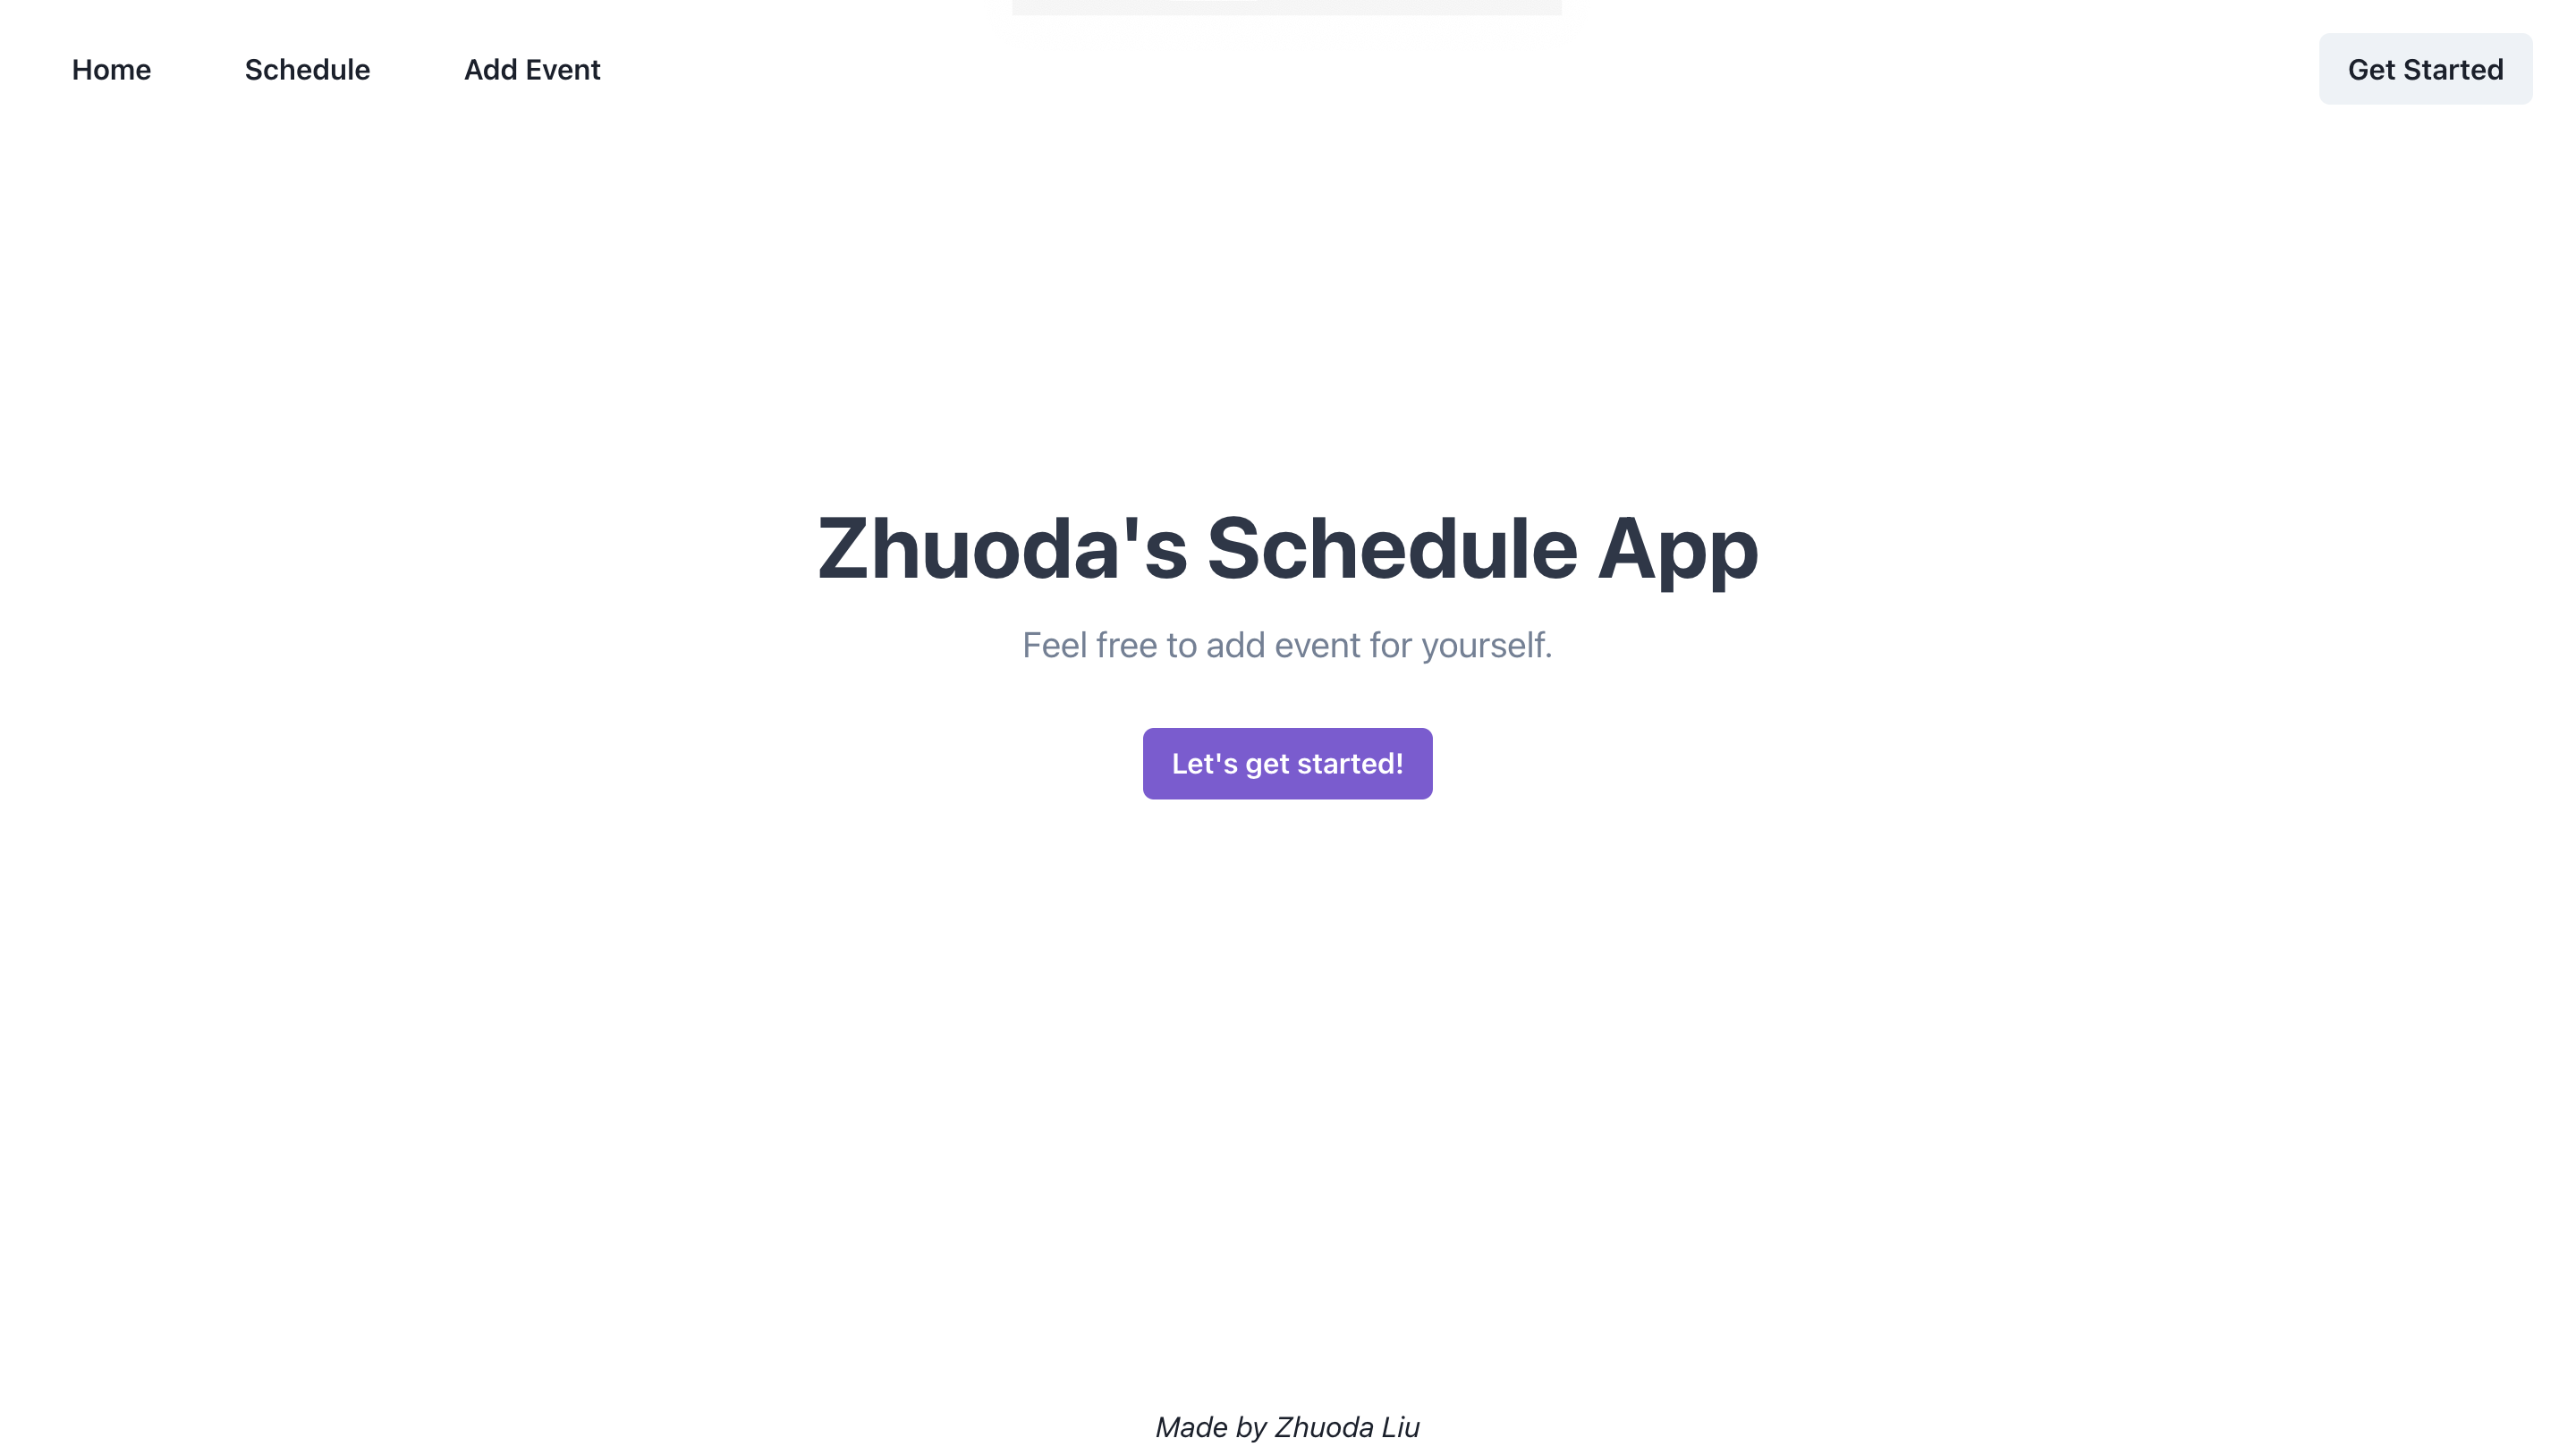 Home
Schedule
Add Event
Get Started
Zhuoda's Schedule App
Feel free to add event for yourself.
Let's get started!
Made by Zhuoda Liu